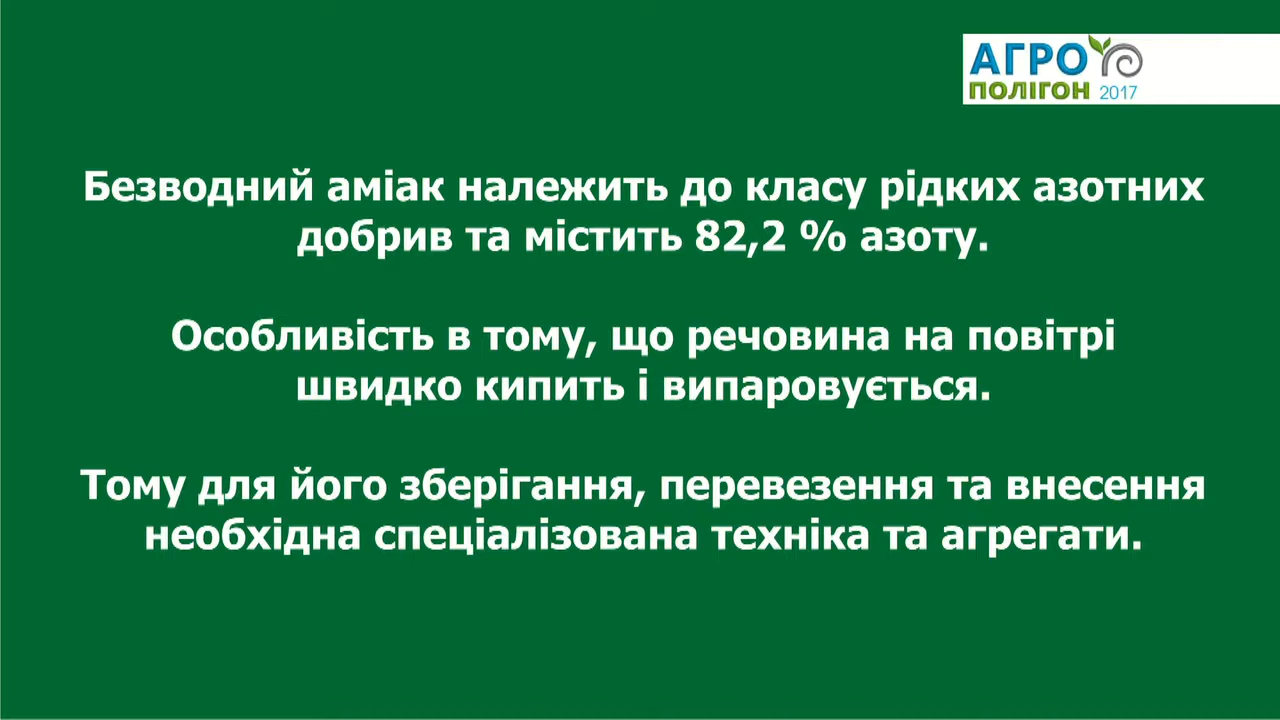 АГРО
ПОЛІГОН 2017
Безводний аміак належить до класу рідких азотних
добрив та містить 82,2 % азоту.
Особливість в тому, що речовина на повітрі
швидко кипить і випаровується.
Тому для його зберігання, перевезення та внесення
необхідна спеціалізована техніка та агрегати.